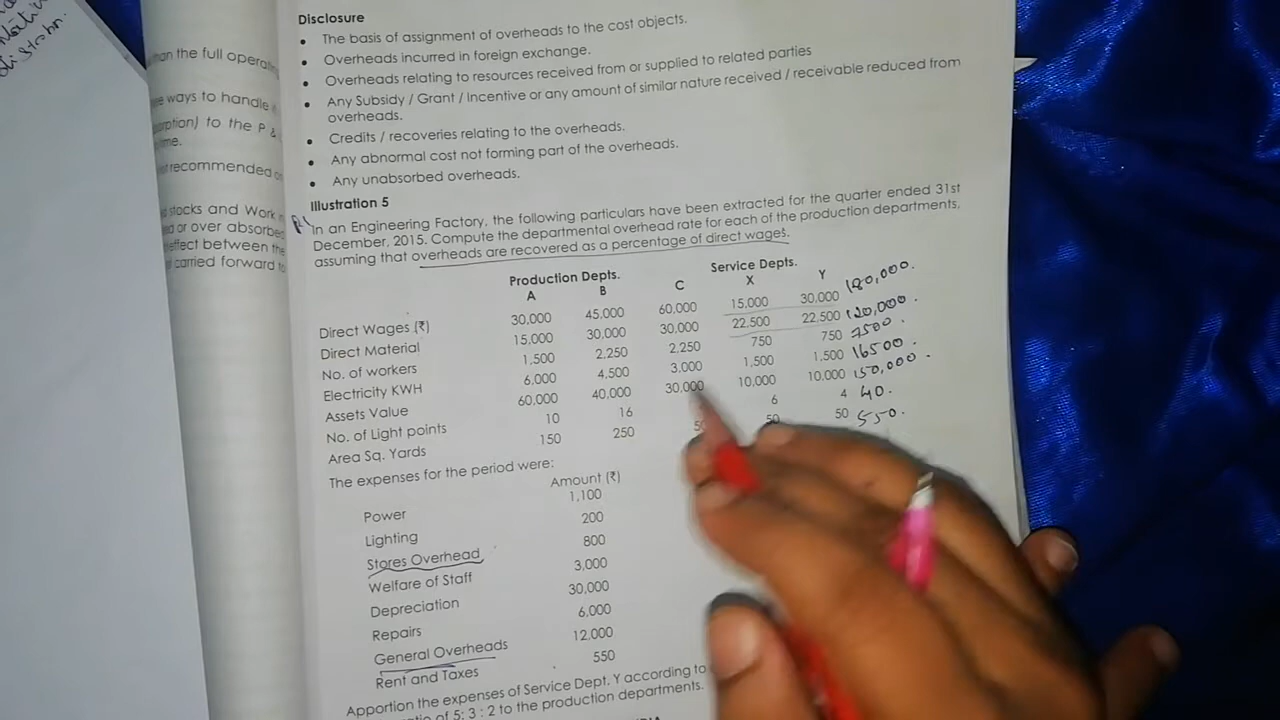 than the full operatin
ways to handle
ption) to the P &
me.
recommended
stocks and Work
or over absorbe
effect between the
carried forward to
Disclosure
• The basis of assignment of overheads to the cost objects.
• Overheads incurred in foreign exchange.
• Overheads relating to resources received from or supplied to related parties
• Any Subsidy / Grant / Incentive or any amount of similar nature received / receivable reduced from
overheads.
• Credits / recoveries relating to the overheads.
• Any abnormal cost not forming part of the overheads.
• Any unabsorbed overheads.
Illustration 5
In an Engineering Factory, the following particulars have been extracted for the quarter ended 31st
December, 2015. Compute the departmental overhead rate for each of the production departments,
assuming that overheads are recovered as a percentage of direct wages.
Production Depts. Service Depts.
A B C X Y
Direct Wages (₹) 30,000 45,000 60,000 15,000 30,000 180,000.
Direct Material 15,000 30,000 30,000 22,500 22,500 120,000.
No. of workers 1,500 2,250 2,250 750 750 7500.
Electricity KWH 6,000 4,500 3,000 1,500 1,500 16500.
Assets Value 60,000 40,000 30,000 10,000 10,000 150,000.
No. of Light points 10 16 6 4 40.
Area Sq. Yards 150 250 50 50 50 550.
The expenses for the period were:
Amount (₹)
Power 1,100
Lighting 200
Stores Overhead 800
Welfare of Staff 3,000
Depreciation 30,000
Repairs 6,000
General Overheads 12,000
Rent and Taxes 550
Apportion the expenses of Service Dept. Y according to
of 5: 3 : 2 to the production departments.